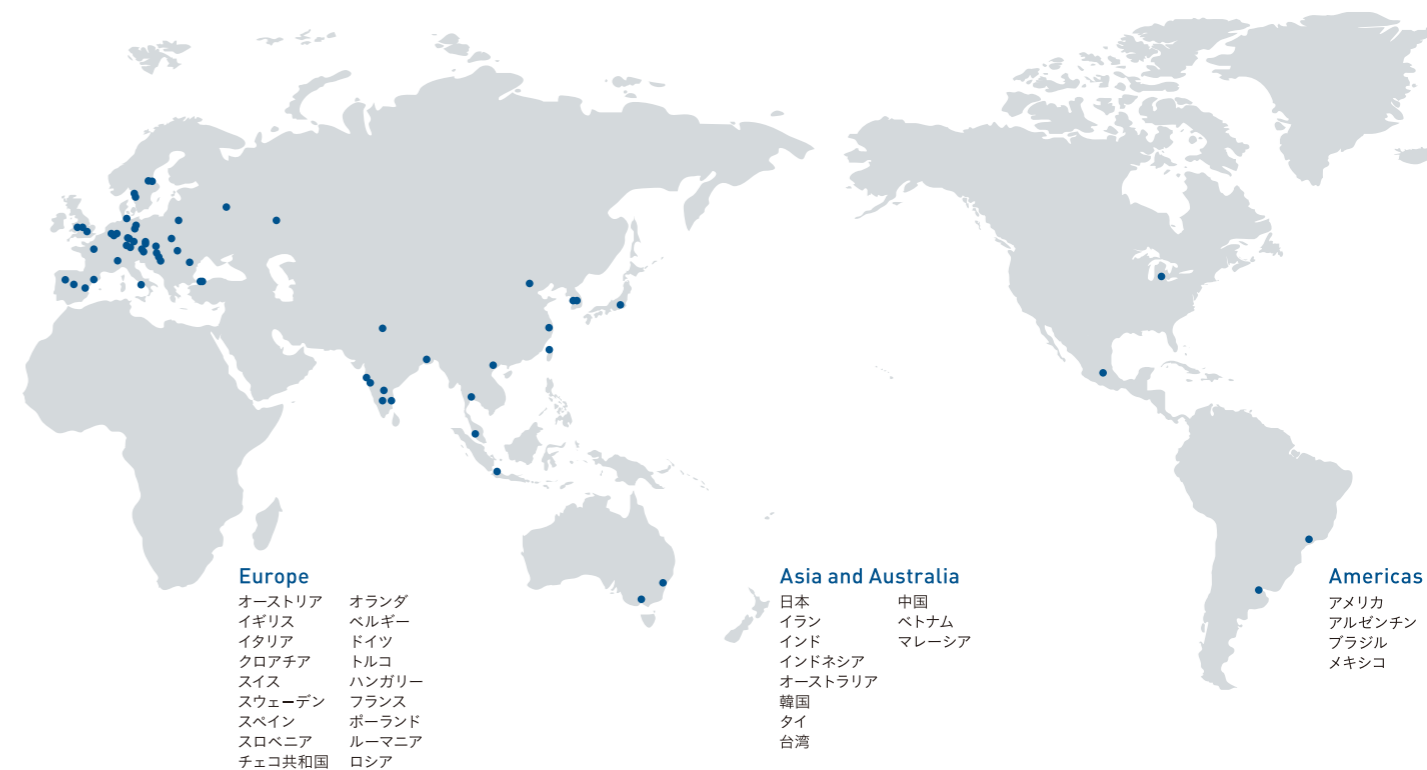 Europe
オーストリア
イギリス
イタリア
クロアチア
スイス
スウェーデン
スペイン
スロベニア
チェコ共和国
オランダ
ベルギー
ドイツ
トルコ
ハンガリー
フランス
ポーランド
ルーマニア
ロシア
Asia and Australia
日本
イラン
インド
インドネシア
オーストラリア
韓国
タイ
台湾
中国
ベトナム
マレーシア
Americas
アメリカ
アルゼンチン
ブラジル
メキシコ